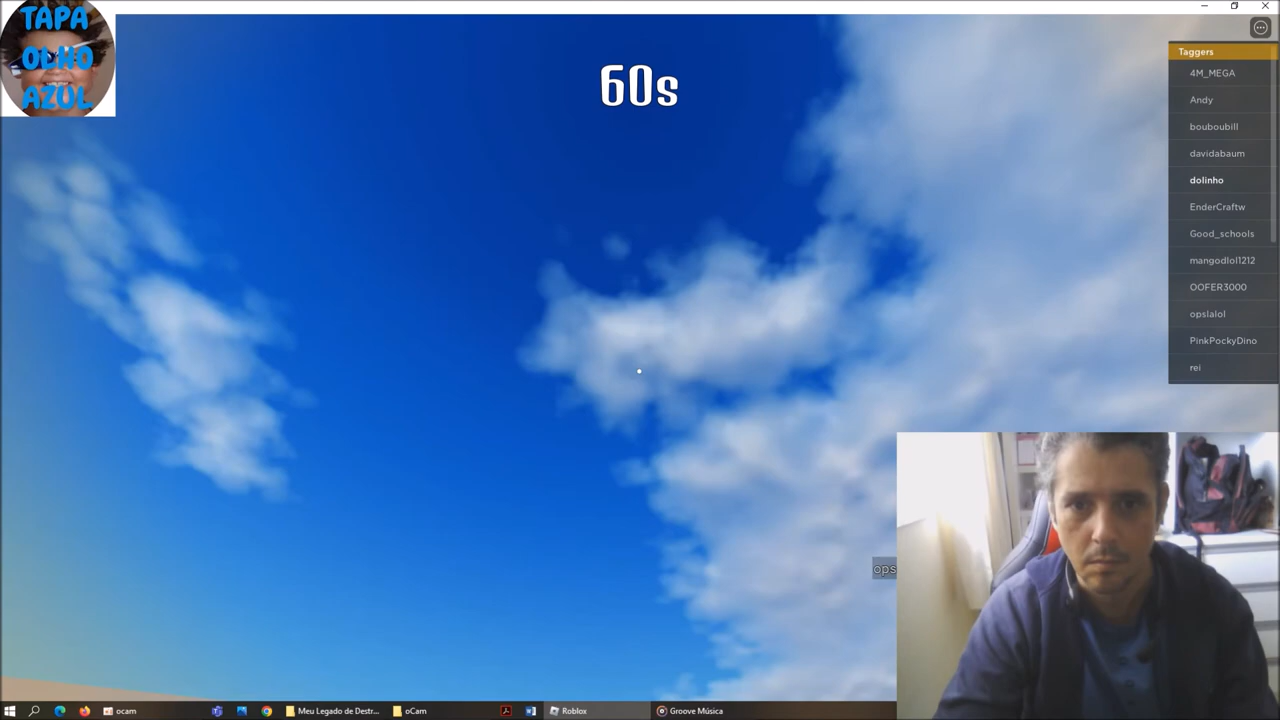 TAPA
OLHO
AZUL
60s
Taggers
4M_MEGA
Andy
bouboubill
davidabaum
dolinho
EnderCraftw
Good_schools
mangodlol1212
OOFER3000
opslalol
PinkPockyDino
rei
ops
ocam
Meu Legado de Destr...
oCam
Roblox
Groove Música